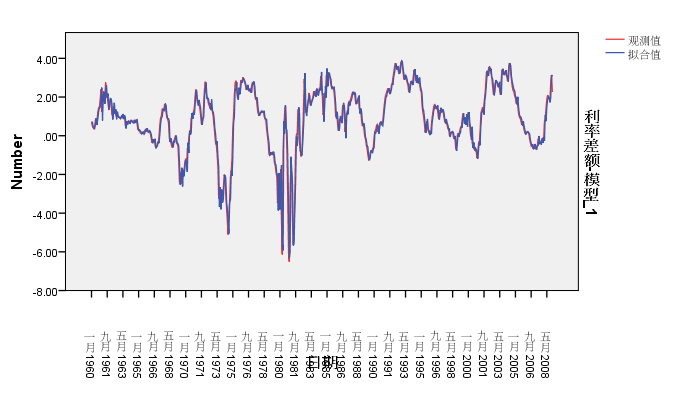 观测值
拟合值
4.00
2.00
.00
-2.00
-4.00
-6.00
-8.00
Number
利率差额-模型_1
一月 1960
九月 1961
五月 1963
一月 1965
九月 1966
五月 1968
一月 1970
九月 1971
五月 1973
一月 1975
九月 1976
五月 1978
一月 1980
九月 1981
五月 1983
一月 1985
九月 1986
五月 1988
一月 1990
九月 1991
五月 1993
一月 1995
九月 1996
五月 1998
一月 2000
九月 2001
五月 2003
一月 2005
九月 2006
五月 2008
日期